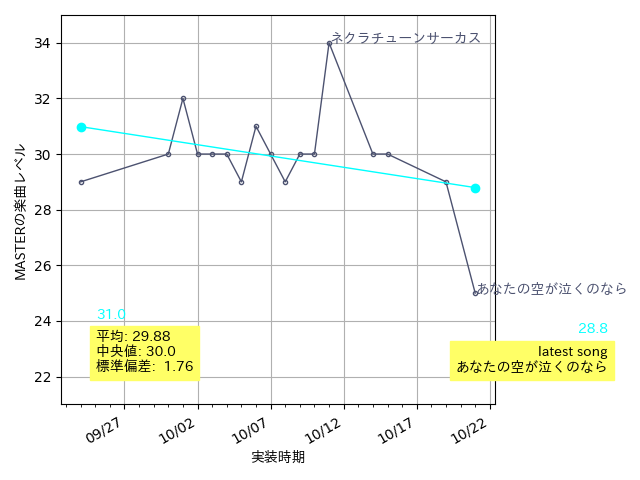 34
ネクラチューンサーカス
32
30
28
26
あなたの空が泣くのなら
24
22
MASTERの楽曲レベル
31.0
平均: 29.88
中央値: 30.0
標準偏差: 1.76
28.8
latest song
あなたの空が泣くのなら
09/27
10/02
10/07
10/12
10/17
10/22
実装時期